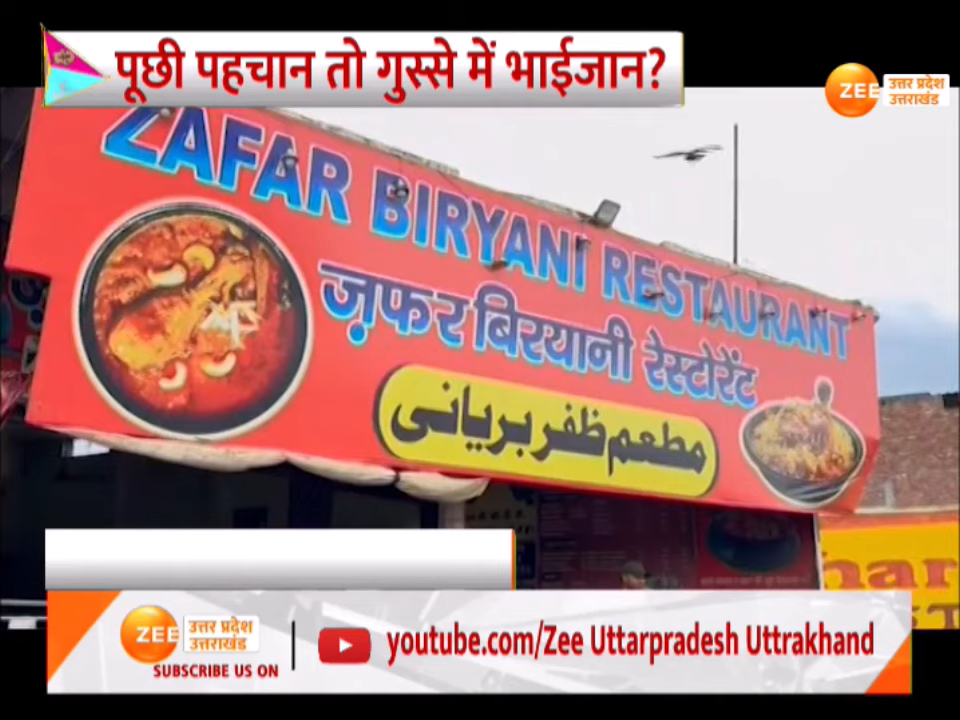 पूछी पहचान तो गुस्से में भाईजान?
ZEE उत्तर प्रदेश
उत्तराखंड
ZAFAR BIRYANI RESTAURANT
ज़फर बिरयानी रेस्टोरेंट
مطعم ظفر بریانی
ZEE उत्तर प्रदेश
उत्तराखंड
SUBSCRIBE US ON
youtube.com/Zee Uttarpradesh Uttrakhand